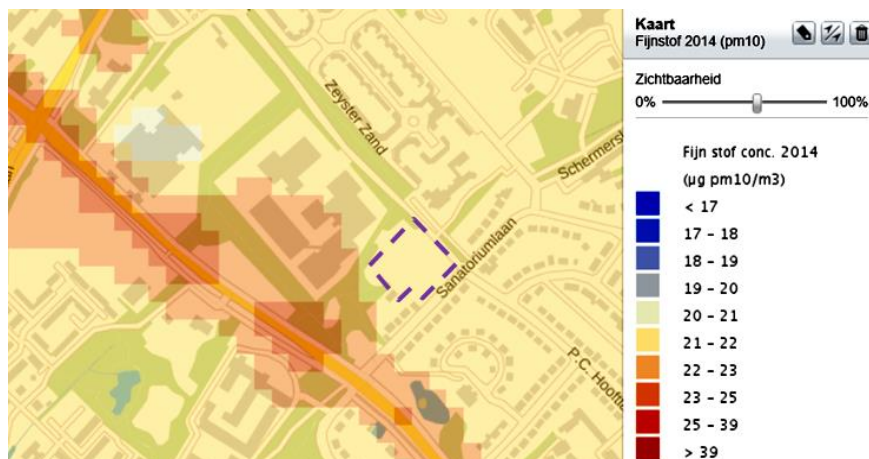 Kaart
Fijnstof 2014 (pm10)
Zichtbaarheid
0% 100%
Fijn stof conc. 2014
(µg pm10/m3)
< 17
17 - 18
18 - 19
19 - 20
20 - 21
21 - 22
22 - 23
23 - 25
25 - 39
> 39
Zeyster Zand
Sanatoriumlaan